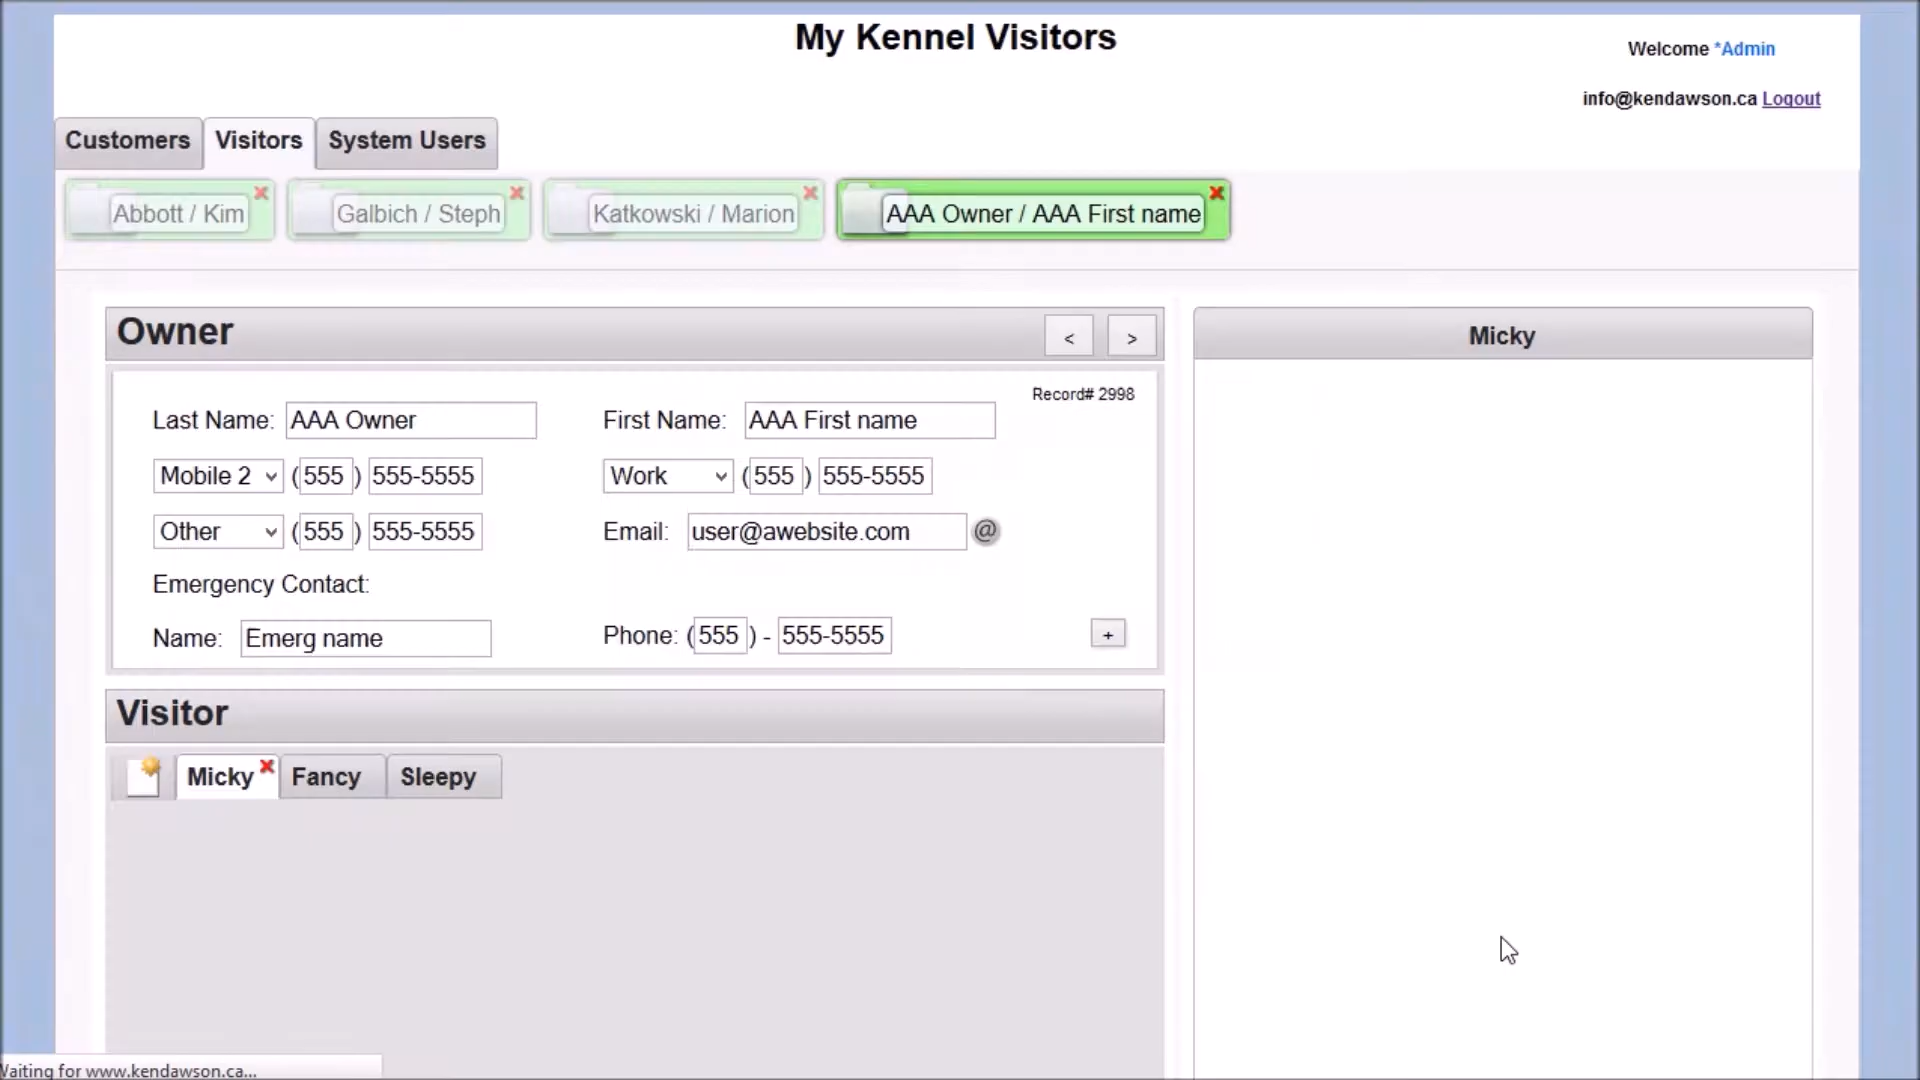 My Kennel Visitors
Welcome *Admin
info@kendawson.ca Logout
Customers Visitors System Users
Abbott / Kim Galbich / Steph Katkowski / Marion AAA Owner / AAA First name
Owner < >
Micky
Record# 2998
Last Name: AAA Owner First Name: AAA First name
Mobile 2 (555) 555-5555 Work (555) 555-5555
Other (555) 555-5555 Email: user@awebsite.com @
Emergency Contact:
Name: Emerg name Phone: (555) - 555-5555 +
Visitor
Micky Fancy Sleepy
Waiting for www.kendawson.ca...